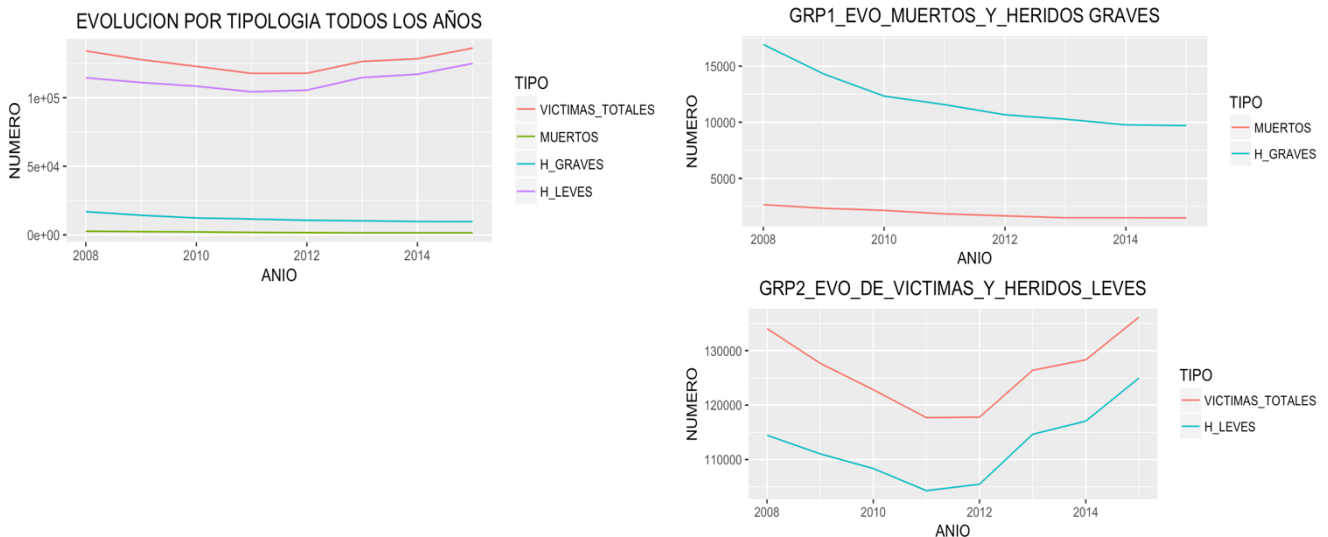 EVOLUCION POR TIPOLOGIA TODOS LOS AÑOS
NUMERO
1e+05
5e+04
0e+00
2008 2010 2012 2014
ANIO
TIPO
VICTIMAS_TOTALES
MUERTOS
H_GRAVES
H_LEVES
GRP1_EVO_MUERTOS_Y_HERIDOS GRAVES
NUMERO
15000
10000
5000
2008 2010 2012 2014
ANIO
TIPO
MUERTOS
H_GRAVES
GRP2_EVO_DE_VICTIMAS_Y_HERIDOS_LEVES
NUMERO
130000
120000
110000
2008 2010 2012 2014
ANIO
TIPO
VICTIMAS_TOTALES
H_LEVES